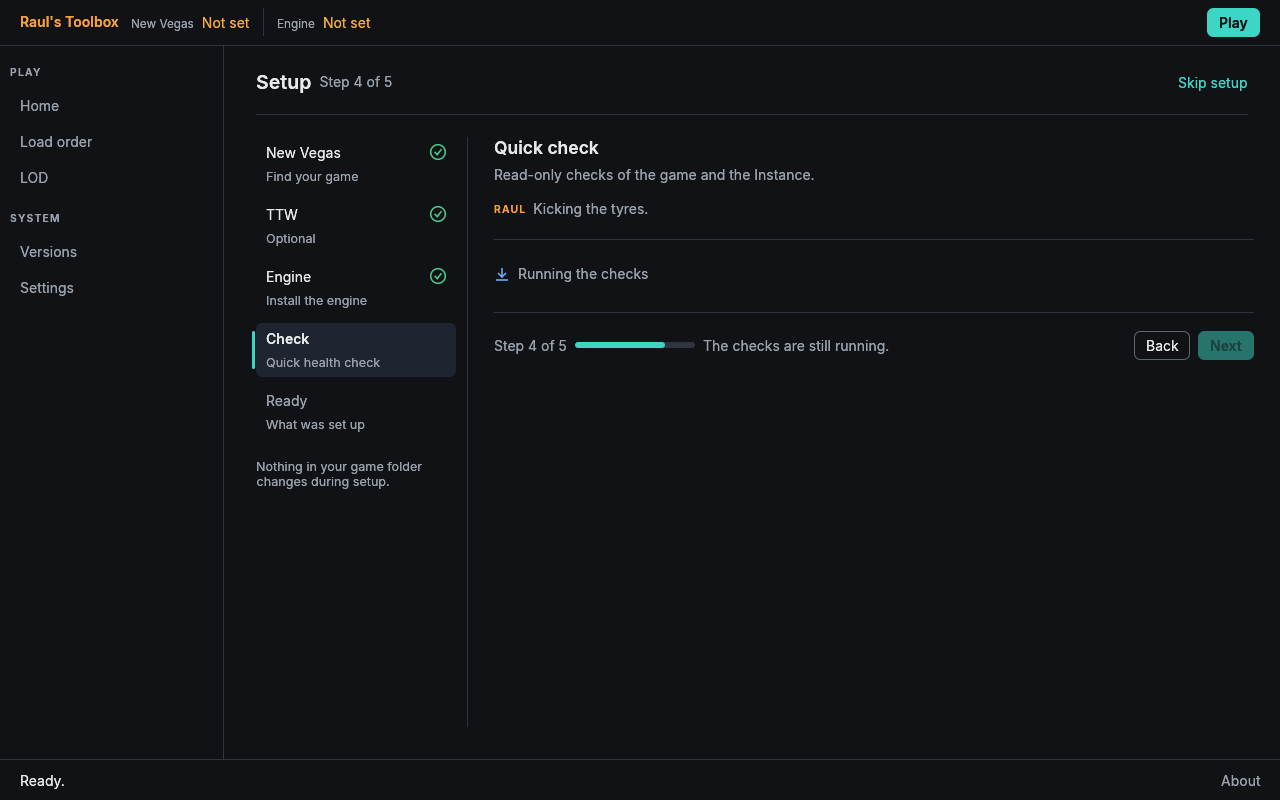 Raul's Toolbox New Vegas Not set Engine Not set Play
PLAY
Home
Load order
LOD
SYSTEM
Versions
Settings
Setup Step 4 of 5 Skip setup
New Vegas
Find your game
TTW
Optional
Engine
Install the engine
Check
Quick health check
Ready
What was set up
Nothing in your game folder
changes during setup.
Quick check
Read-only checks of the game and the Instance.
RAUL Kicking the tyres.
Running the checks
Step 4 of 5 The checks are still running. Back Next
Ready. About